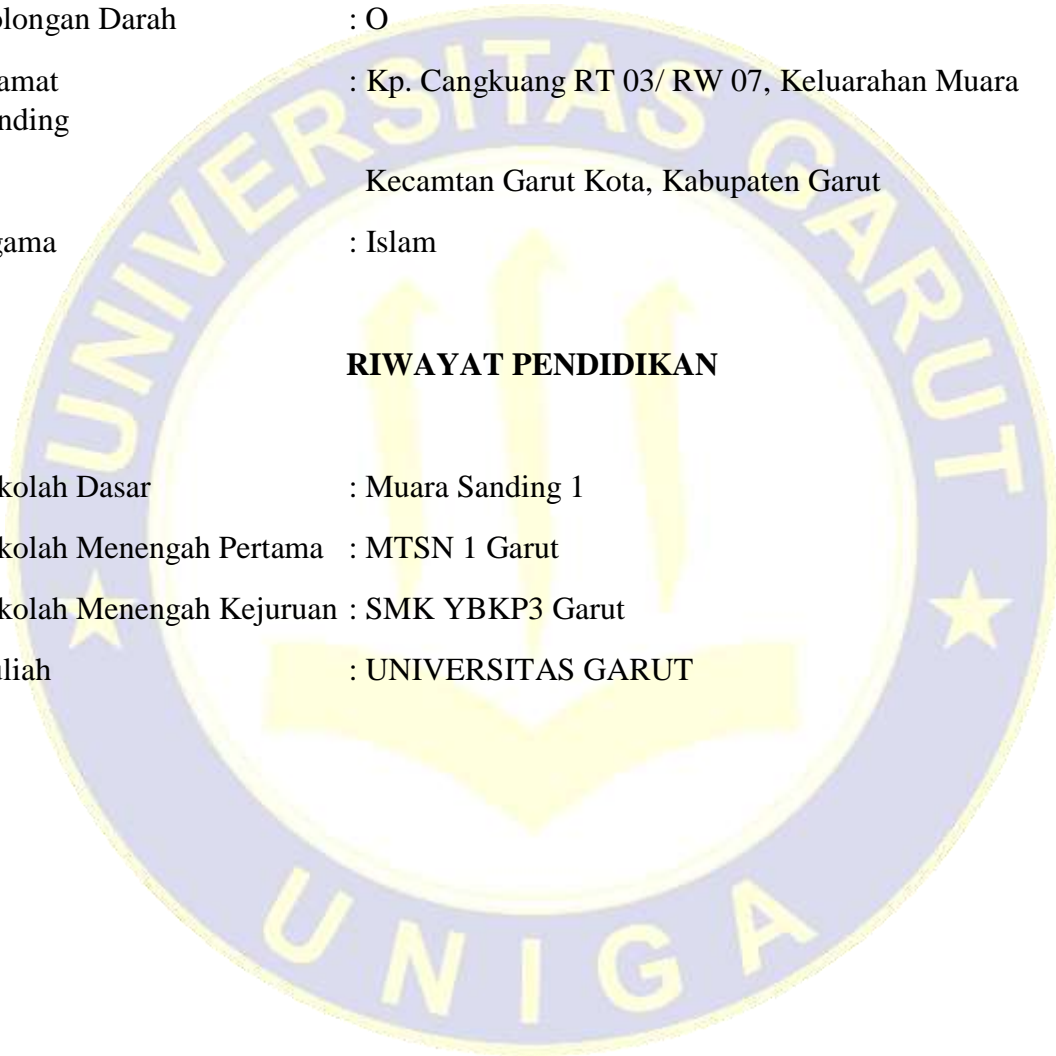 olongan Darah : O
amat : Kp. Cangkuang RT 03/ RW 07, Keluarahan Muara
nding
Kecamtan Garut Kota, Kabupaten Garut
gama : Islam
RIWAYAT PENDIDIKAN
kolah Dasar : Muara Sanding 1
kolah Menengah Pertama : MTSN 1 Garut
kolah Menengah Kejuruan : SMK YBKP3 Garut
uliah : UNIVERSITAS GARUT
UNIVERSITAS GARUT
UNIGA